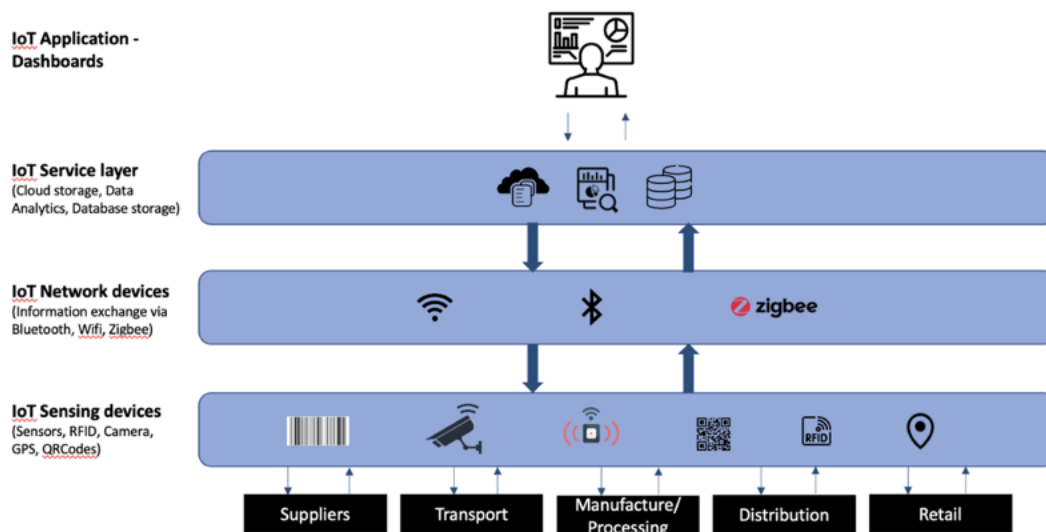 IoT Application -
Dashboards
IoT Service layer
(Cloud storage, Data
Analytics, Database storage)
IoT Network devices
(Information exchange via
Bluetooth, Wifi, Zigbee)
zigbee
IoT Sensing devices
(Sensors, RFID, Camera,
GPS, QRCodes)
RFID
Suppliers
Transport
Manufacture/
Processing
Distribution
Retail